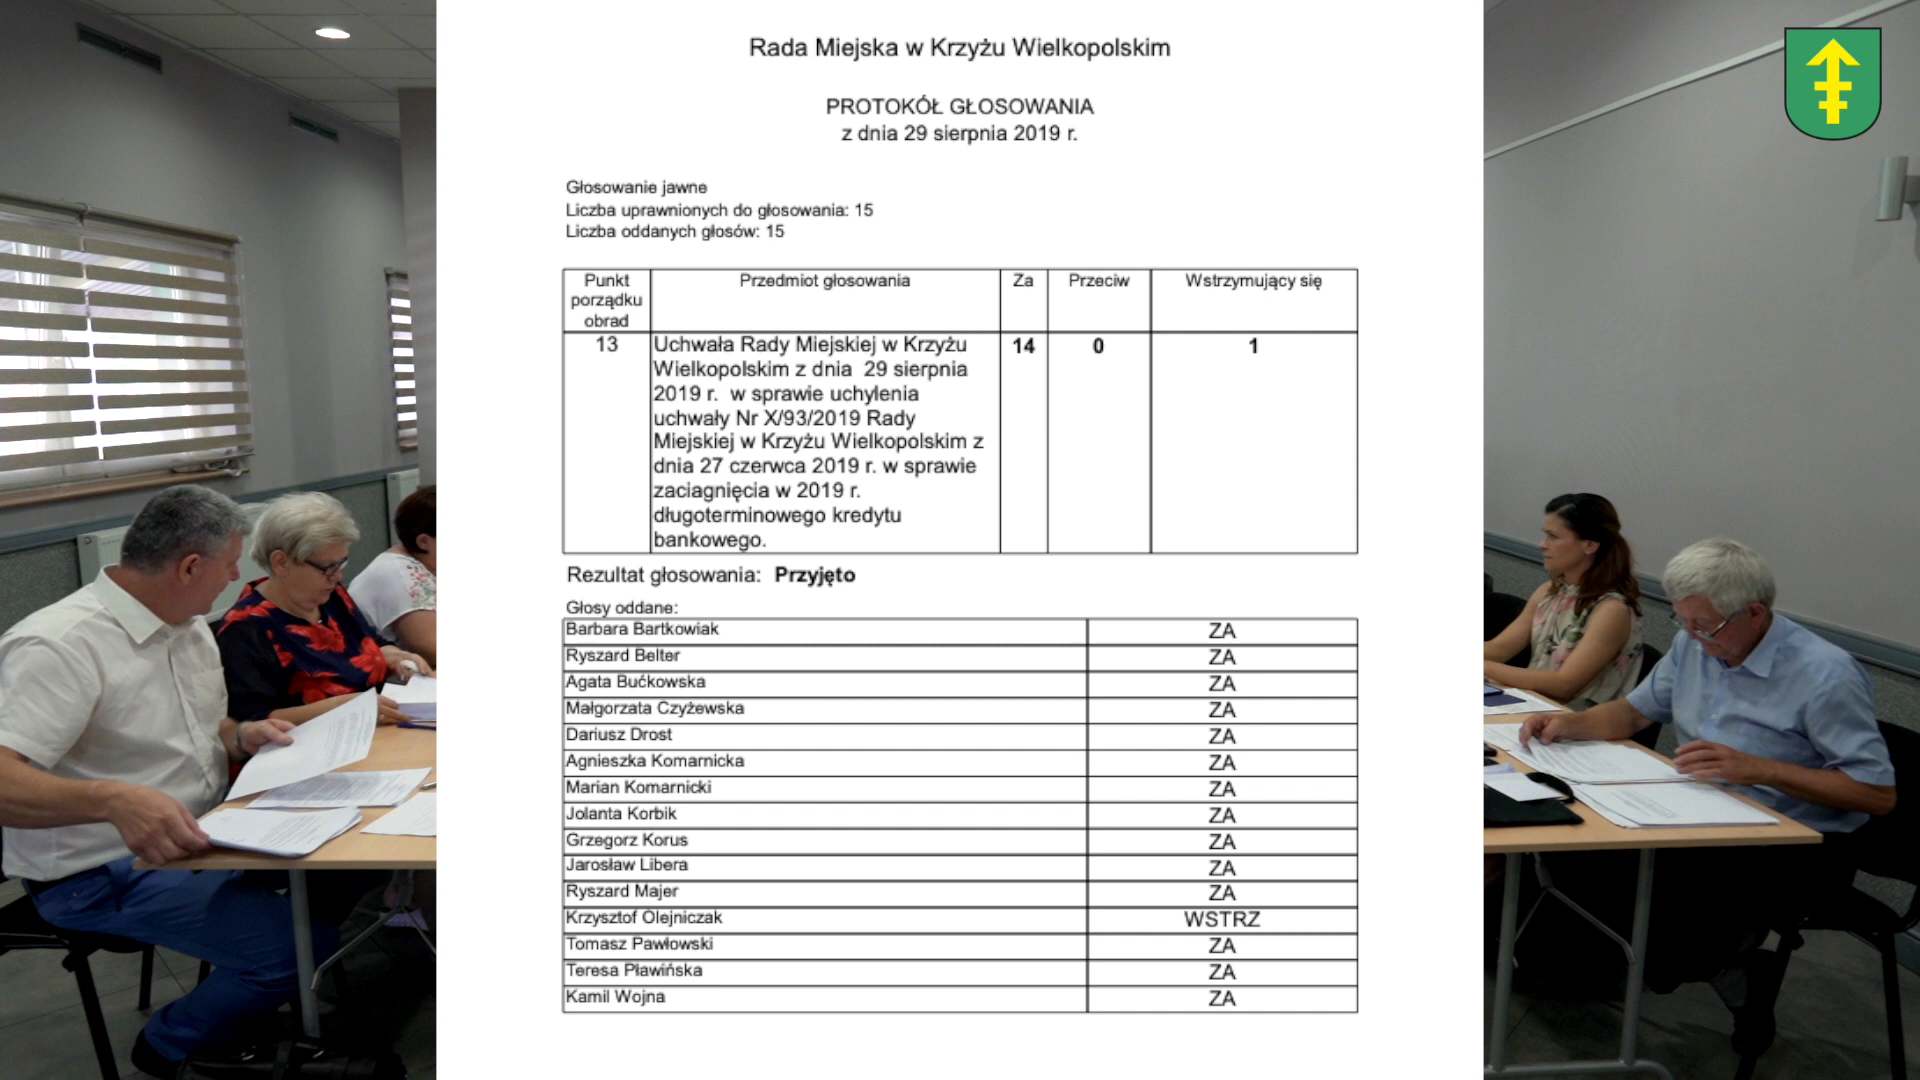 Rada Miejska w Krzyżu Wielkopolskim
PROTOKÓŁ GŁOSOWANIA
z dnia 29 sierpnia 2019 r.
Głosowanie jawne
Liczba uprawnionych do głosowania: 15
Liczba oddanych głosów: 15
Punkt porządku obrad Przedmiot głosowania Za Przeciw Wstrzymujący się
13 Uchwała Rady Miejskiej w Krzyżu 14 0 1
Wielkopolskim z dnia 29 sierpnia
2019 r. w sprawie uchylenia
uchwały Nr X/93/2019 Rady
Miejskiej w Krzyżu Wielkopolskim z
dnia 27 czerwca 2019 r. w sprawie
zaciagnięcia w 2019 r.
długoterminowego kredytu
bankowego.
Rezultat głosowania: Przyjęto
Głosy oddane:
Barbara Bartkowiak ZA
Ryszard Belter ZA
Agata Bućkowska ZA
Małgorzata Czyżewska ZA
Dariusz Drost ZA
Agnieszka Komarnicka ZA
Marian Komarnicki ZA
Jolanta Korbik ZA
Grzegorz Korus ZA
Jarosław Libera ZA
Ryszard Majer ZA
Krzysztof Olejniczak WSTRZ
Tomasz Pawłowski ZA
Teresa Pławińska ZA
Kamil Wojna ZA